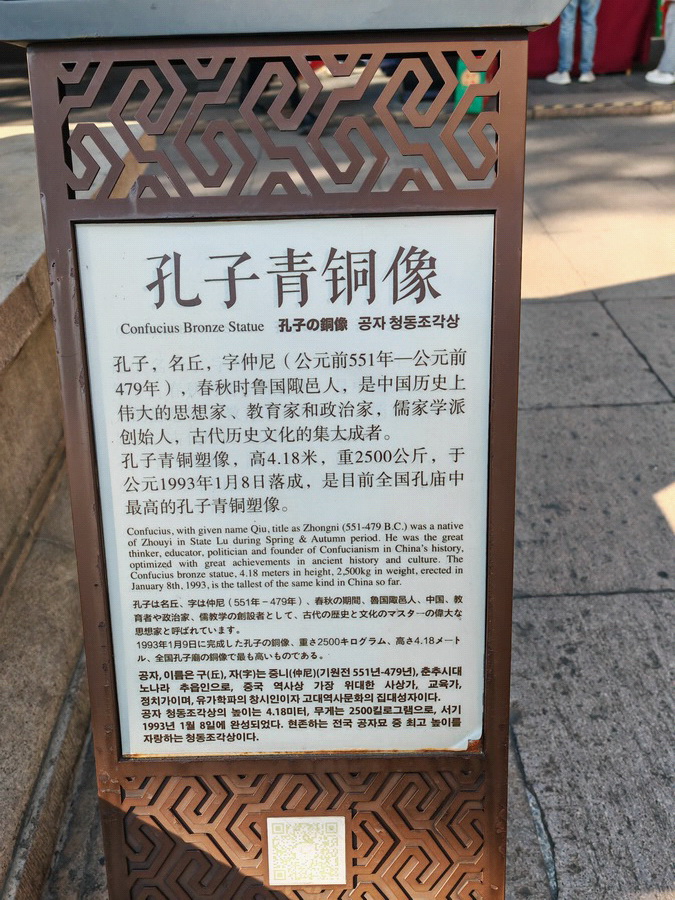 孔子青铜像
Confucius Bronze Statue 孔子の銅像 공자 청동조각상
孔子，名丘，字仲尼（公元前551年—公元前
479年），春秋时鲁国陬邑人，是中国历史上
伟大的思想家、教育家和政治家，儒家学派
创始人，古代历史文化的集大成者。
孔子青铜塑像，高4.18米，重2500公斤，于
公元1993年1月8日落成，是目前全国孔庙中
最高的孔子青铜塑像。
Confucius, with given name Qiu, title as Zhongni (551-479 B.C.) was a native
of Zhouyi in State Lu during Spring & Autumn period. He was the great
thinker, educator, politician and founder of Confucianism in China's history,
optimized with great achievements in ancient history and culture. The
Confucius bronze statue, 4.18 meters in height, 2,500kg in weight, erected in
January 8th, 1993, is the tallest of the same kind in China so far.
孔子は名丘、字は仲尼（551年－479年）、春秋の期間、魯国陬邑人、中国、教
育者や政治家、儒教学の創設者として、古代の歴史と文化のマスターの偉大な
思想家と呼ばれています。
1993年1月9日に完成した孔子の銅像、重さ2500キログラム、高さ4.18メート
ル、全国孔子廟の銅像で最も高いものである。
공자, 이름은 구(丘), 자(字)는 중니(仲尼)(기원전 551년-479년), 춘추시대
노나라 추읍인으로, 중국 역사상 가장 위대한 사상가, 교육가,
정치가이며, 유가학파의 창시인이자 고대역사문화의 집대성자이다.
공자 청동조각상의 높이는 4.18미터, 무게는 2500킬로그램으로, 서기
1993년 1월 8일에 완성되었다. 현존하는 전국 공자묘 중 최고 높이를
자랑하는 청동조각상이다.